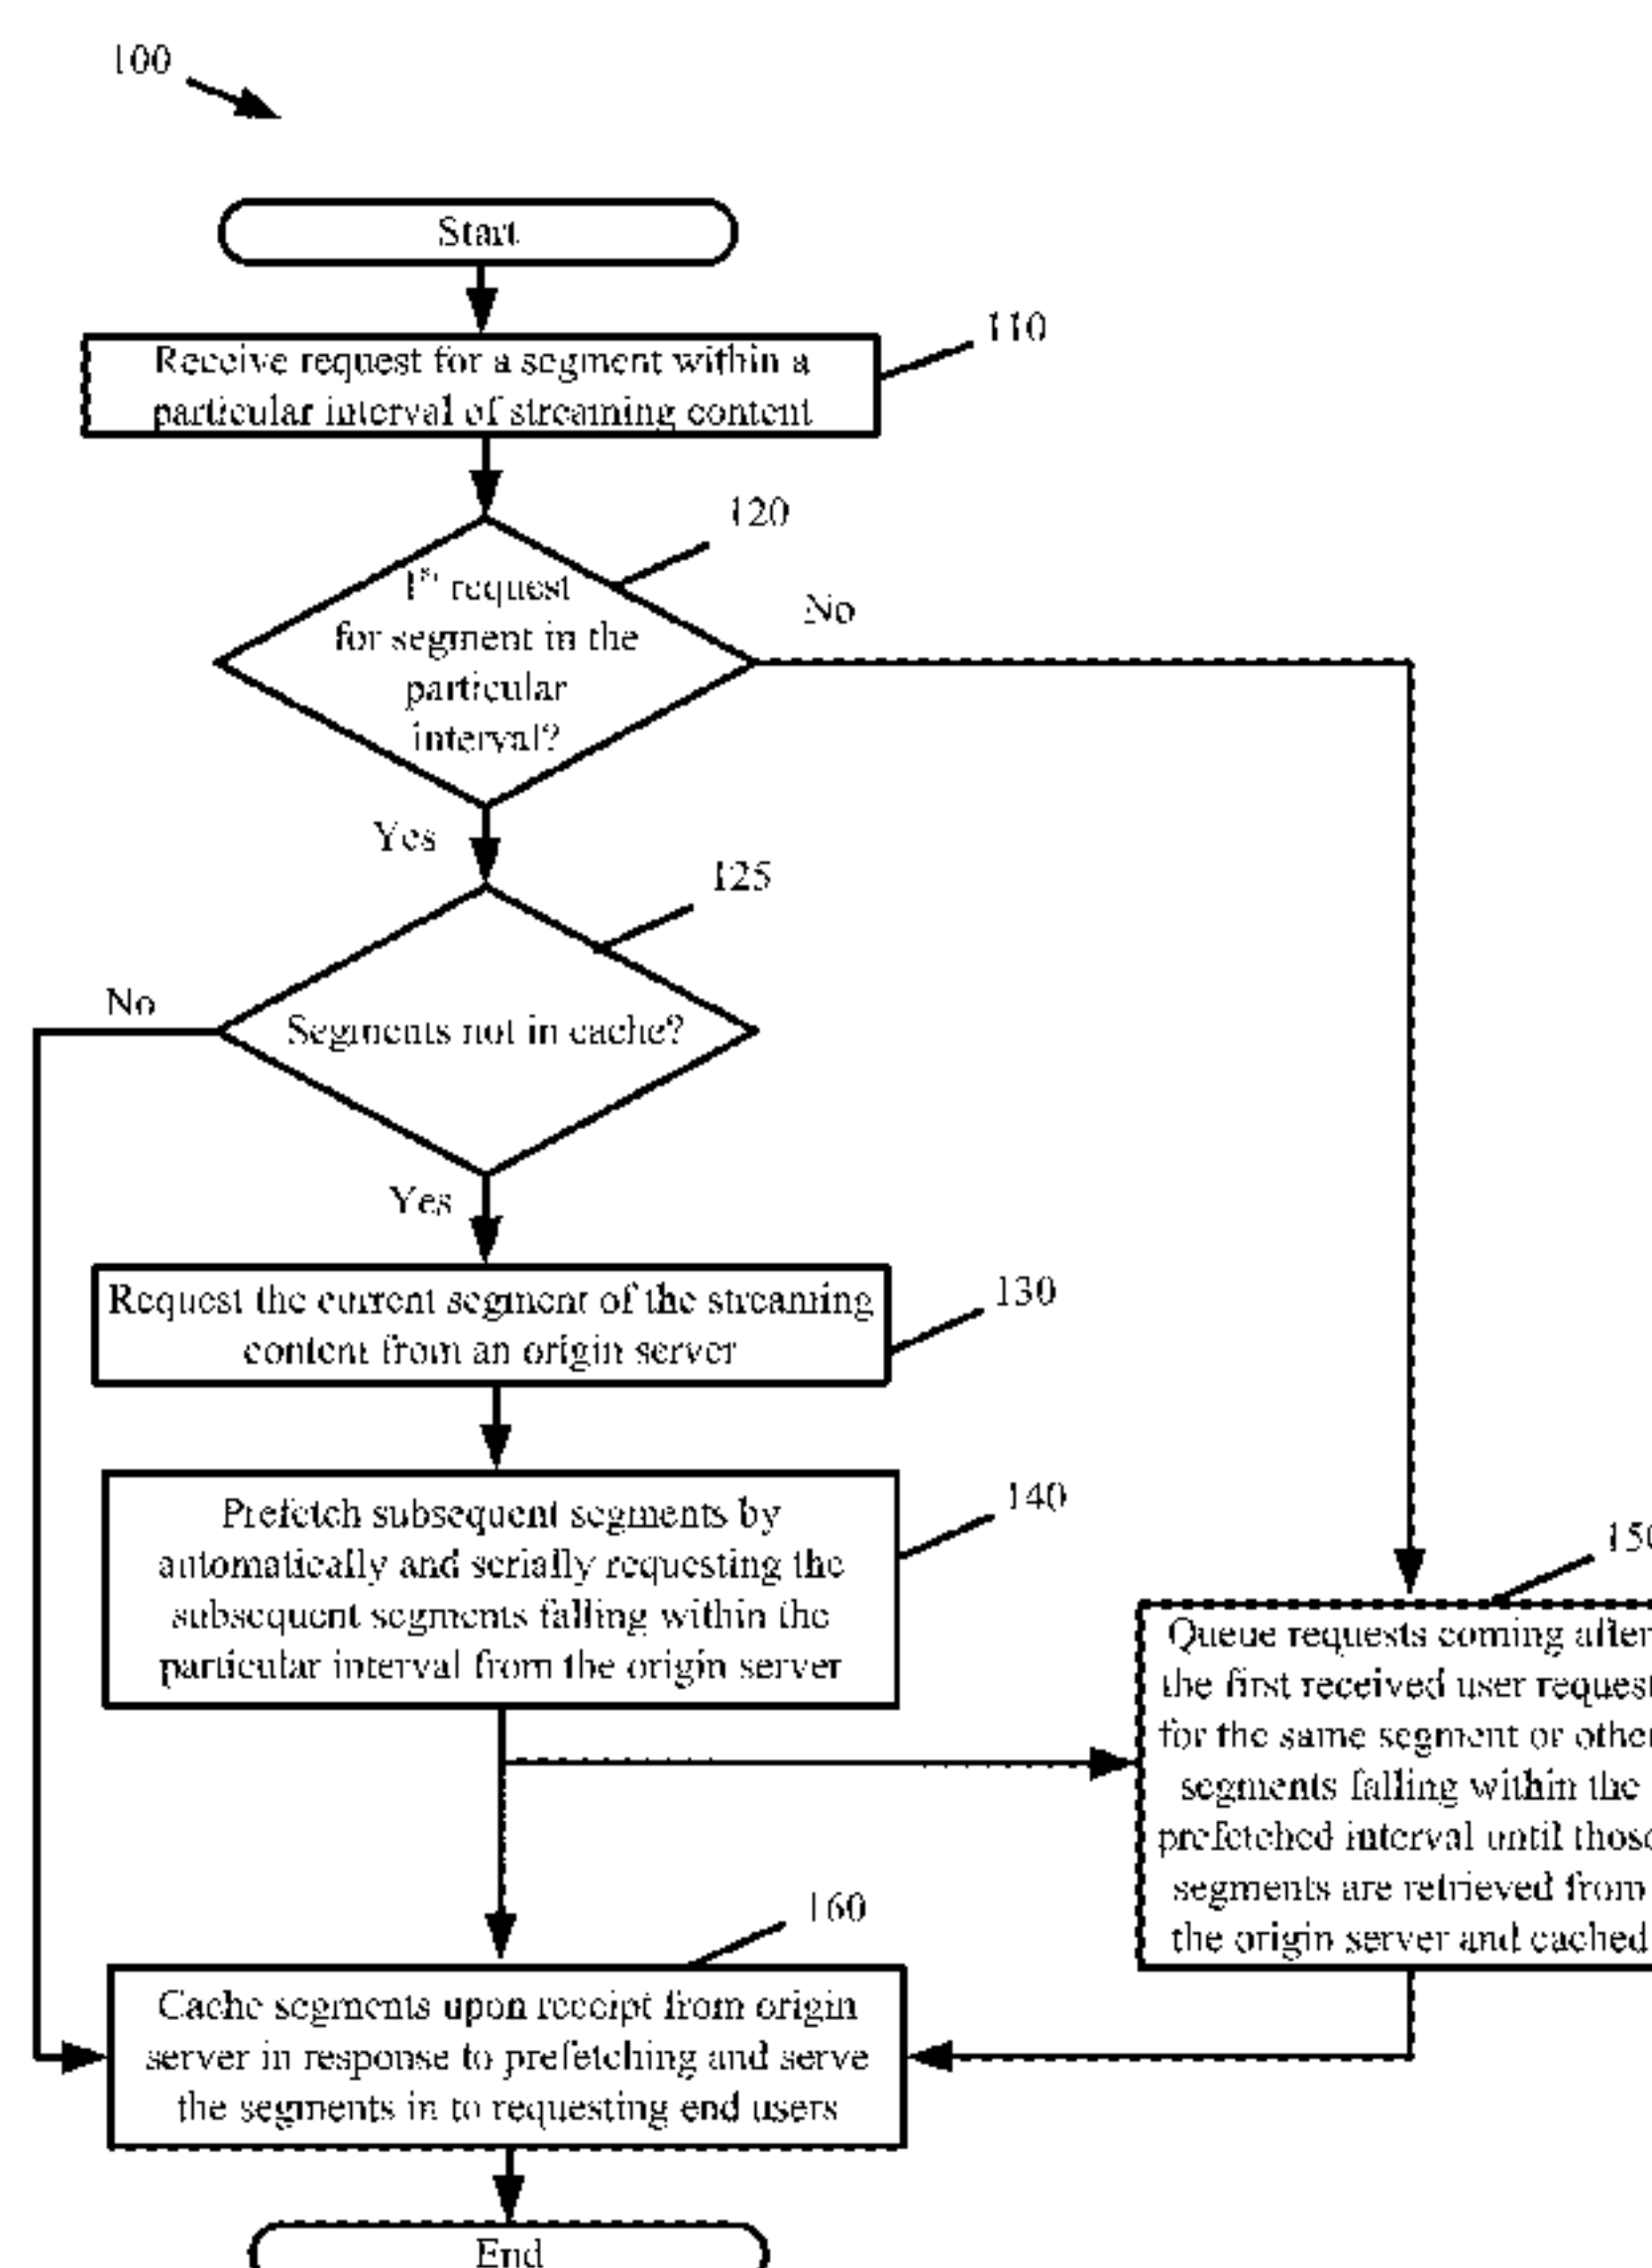 100
Start
110
Receive request for a segment within a
particular interval of streaming content
120
1st request
for segment in the
particular
interval?
No
Yes
125
No
Segments not in cache?
Yes
130
Request the current segment of the streaming
content from an origin server
140
Prefetch subsequent segments by
automatically and serially requesting the
subsequent segments falling within the
particular interval from the origin server
150
Queue requests coming after
the first received user request
for the same segment or other
segments falling within the
prefetched interval until those
segments are retrieved from
the origin server and cached
160
Cache segments upon receipt from origin
server in response to prefetching and serve
the segments in to requesting end users
End